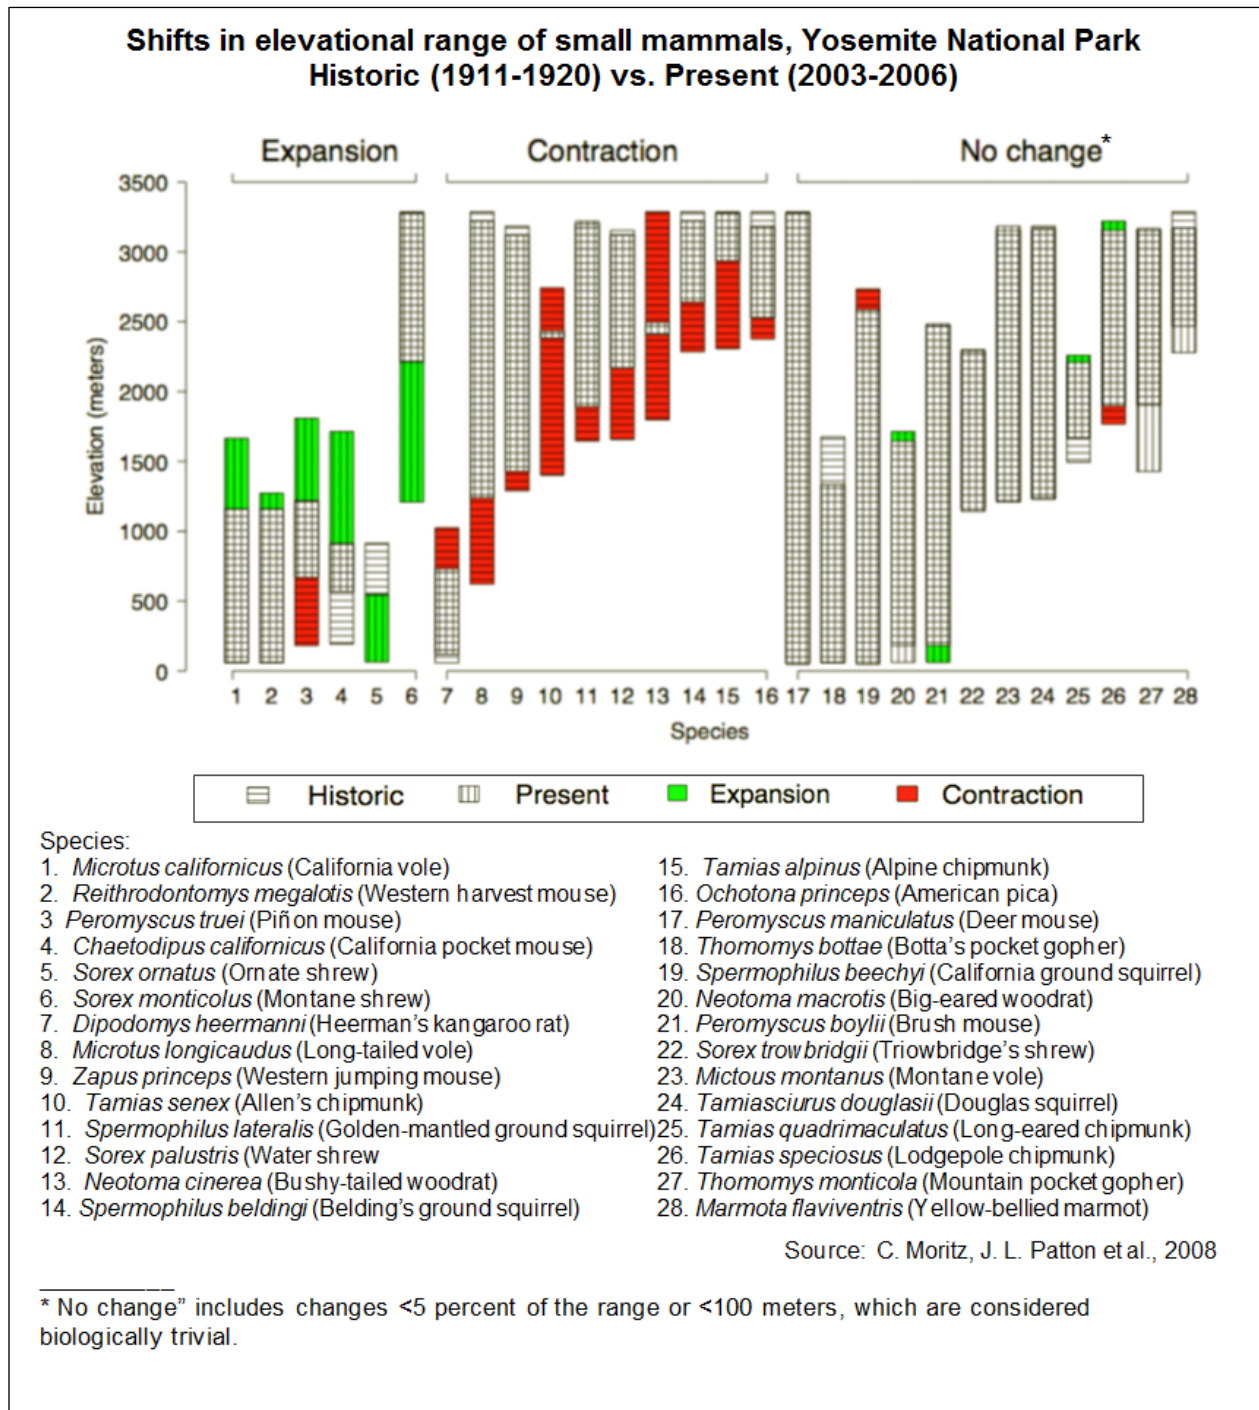 Shifts in elevational range of small mammals, Yosemite National Park
Historic (1911-1920) vs. Present (2003-2006)
Expansion
Contraction
No change*
Elevation (meters)
3500
3000
2500
2000
1500
1000
500
0
1 2 3 4 5 6 7 8 9 10 11 12 13 14 15 16 17 18 19 20 21 22 23 24 25 26 27 28
Species
Historic Present Expansion Contraction
Species:
1. Microtus californicus (California vole)
2. Reithrodontomys megalotis (Western harvest mouse)
3 Peromyscus truei (Piñon mouse)
4. Chaetodipus californicus (California pocket mouse)
5. Sorex ornatus (Ornate shrew)
6. Sorex monticolus (Montane shrew)
7. Dipodomys heermanni (Heerman's kangaroo rat)
8. Microtus longicaudus (Long-tailed vole)
9. Zapus princeps (Western jumping mouse)
10. Tamias senex (Allen's chipmunk)
11. Spermophilus lateralis (Golden-mantled ground squirrel)
12. Sorex palustris (Water shrew
13. Neotoma cinerea (Bushy-tailed woodrat)
14. Spermophilus beldingi (Belding's ground squirrel)
15. Tamias alpinus (Alpine chipmunk)
16. Ochotona princeps (American pica)
17. Peromyscus maniculatus (Deer mouse)
18. Thomomys bottae (Botta's pocket gopher)
19. Spermophilus beechyi (California ground squirrel)
20. Neotoma macrotis (Big-eared woodrat)
21. Peromyscus boylii (Brush mouse)
22. Sorex trowbridgii (Triowbridge's shrew)
23. Mictous montanus (Montane vole)
24. Tamiasciurus douglasii (Douglas squirrel)
25. Tamias quadrimaculatus (Long-eared chipmunk)
26. Tamias speciosus (Lodgepole chipmunk)
27. Thomomys monticola (Mountain pocket gopher)
28. Marmota flaviventris (Yellow-bellied marmot)
Source: C. Moritz, J. L. Patton et al., 2008
* No change" includes changes <5 percent of the range or <100 meters, which are considered
biologically trivial.